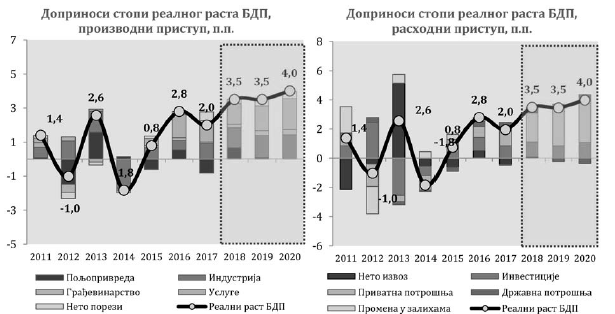 Доприноси стопи реалног раста БДП,
производни приступ, п.п.
7
5
3
1
-1
-3
-5
1,4
-1,0
2,6
-1,8
0,8
2,8
2,0
3,5
3,5
4,0
2011 2012 2013 2014 2015 2016 2017 2018 2019 2020
Пољопривреда Индустрија
Грађевинарство Услуге
Нето порези Реални раст БДП
Доприноси стопи реалног раста БДП,
расходни приступ, п.п.
8
6
4
2
0
-2
-4
-6
1,4
-1,0
2,6
-1,8
0,8
2,8
2,0
3,5
3,5
4,0
2011 2012 2013 2014 2015 2016 2017 2018 2019 2020
Нето извоз Инвестиције
Приватна потрошња Државна потрошња
Промена у залихама Реални раст БДП